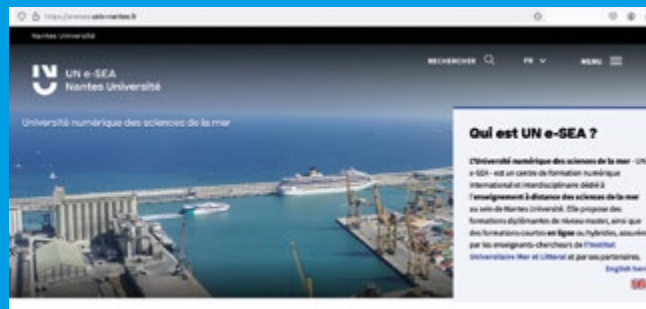 Nantes Université
RECHERCHER
FR
MENU
UN e-SEA
Nantes Université
Université numérique des sciences de la mer
Qui est UN e-SEA ?
L'Université numérique des sciences de la mer - UN
e-SEA - est un centre de formation numérique
international et interdisciplinaire dédié à
l'enseignement à distance des sciences de la mer
au sein de Nantes Université. Elle propose des
formations diplômantes de niveau master, ainsi que
des formations courtes en ligne ou hybrides, assurées
par les enseignants-chercheurs de l'Institut
Universitaire Mer et Littoral et par ses partenaires.
English